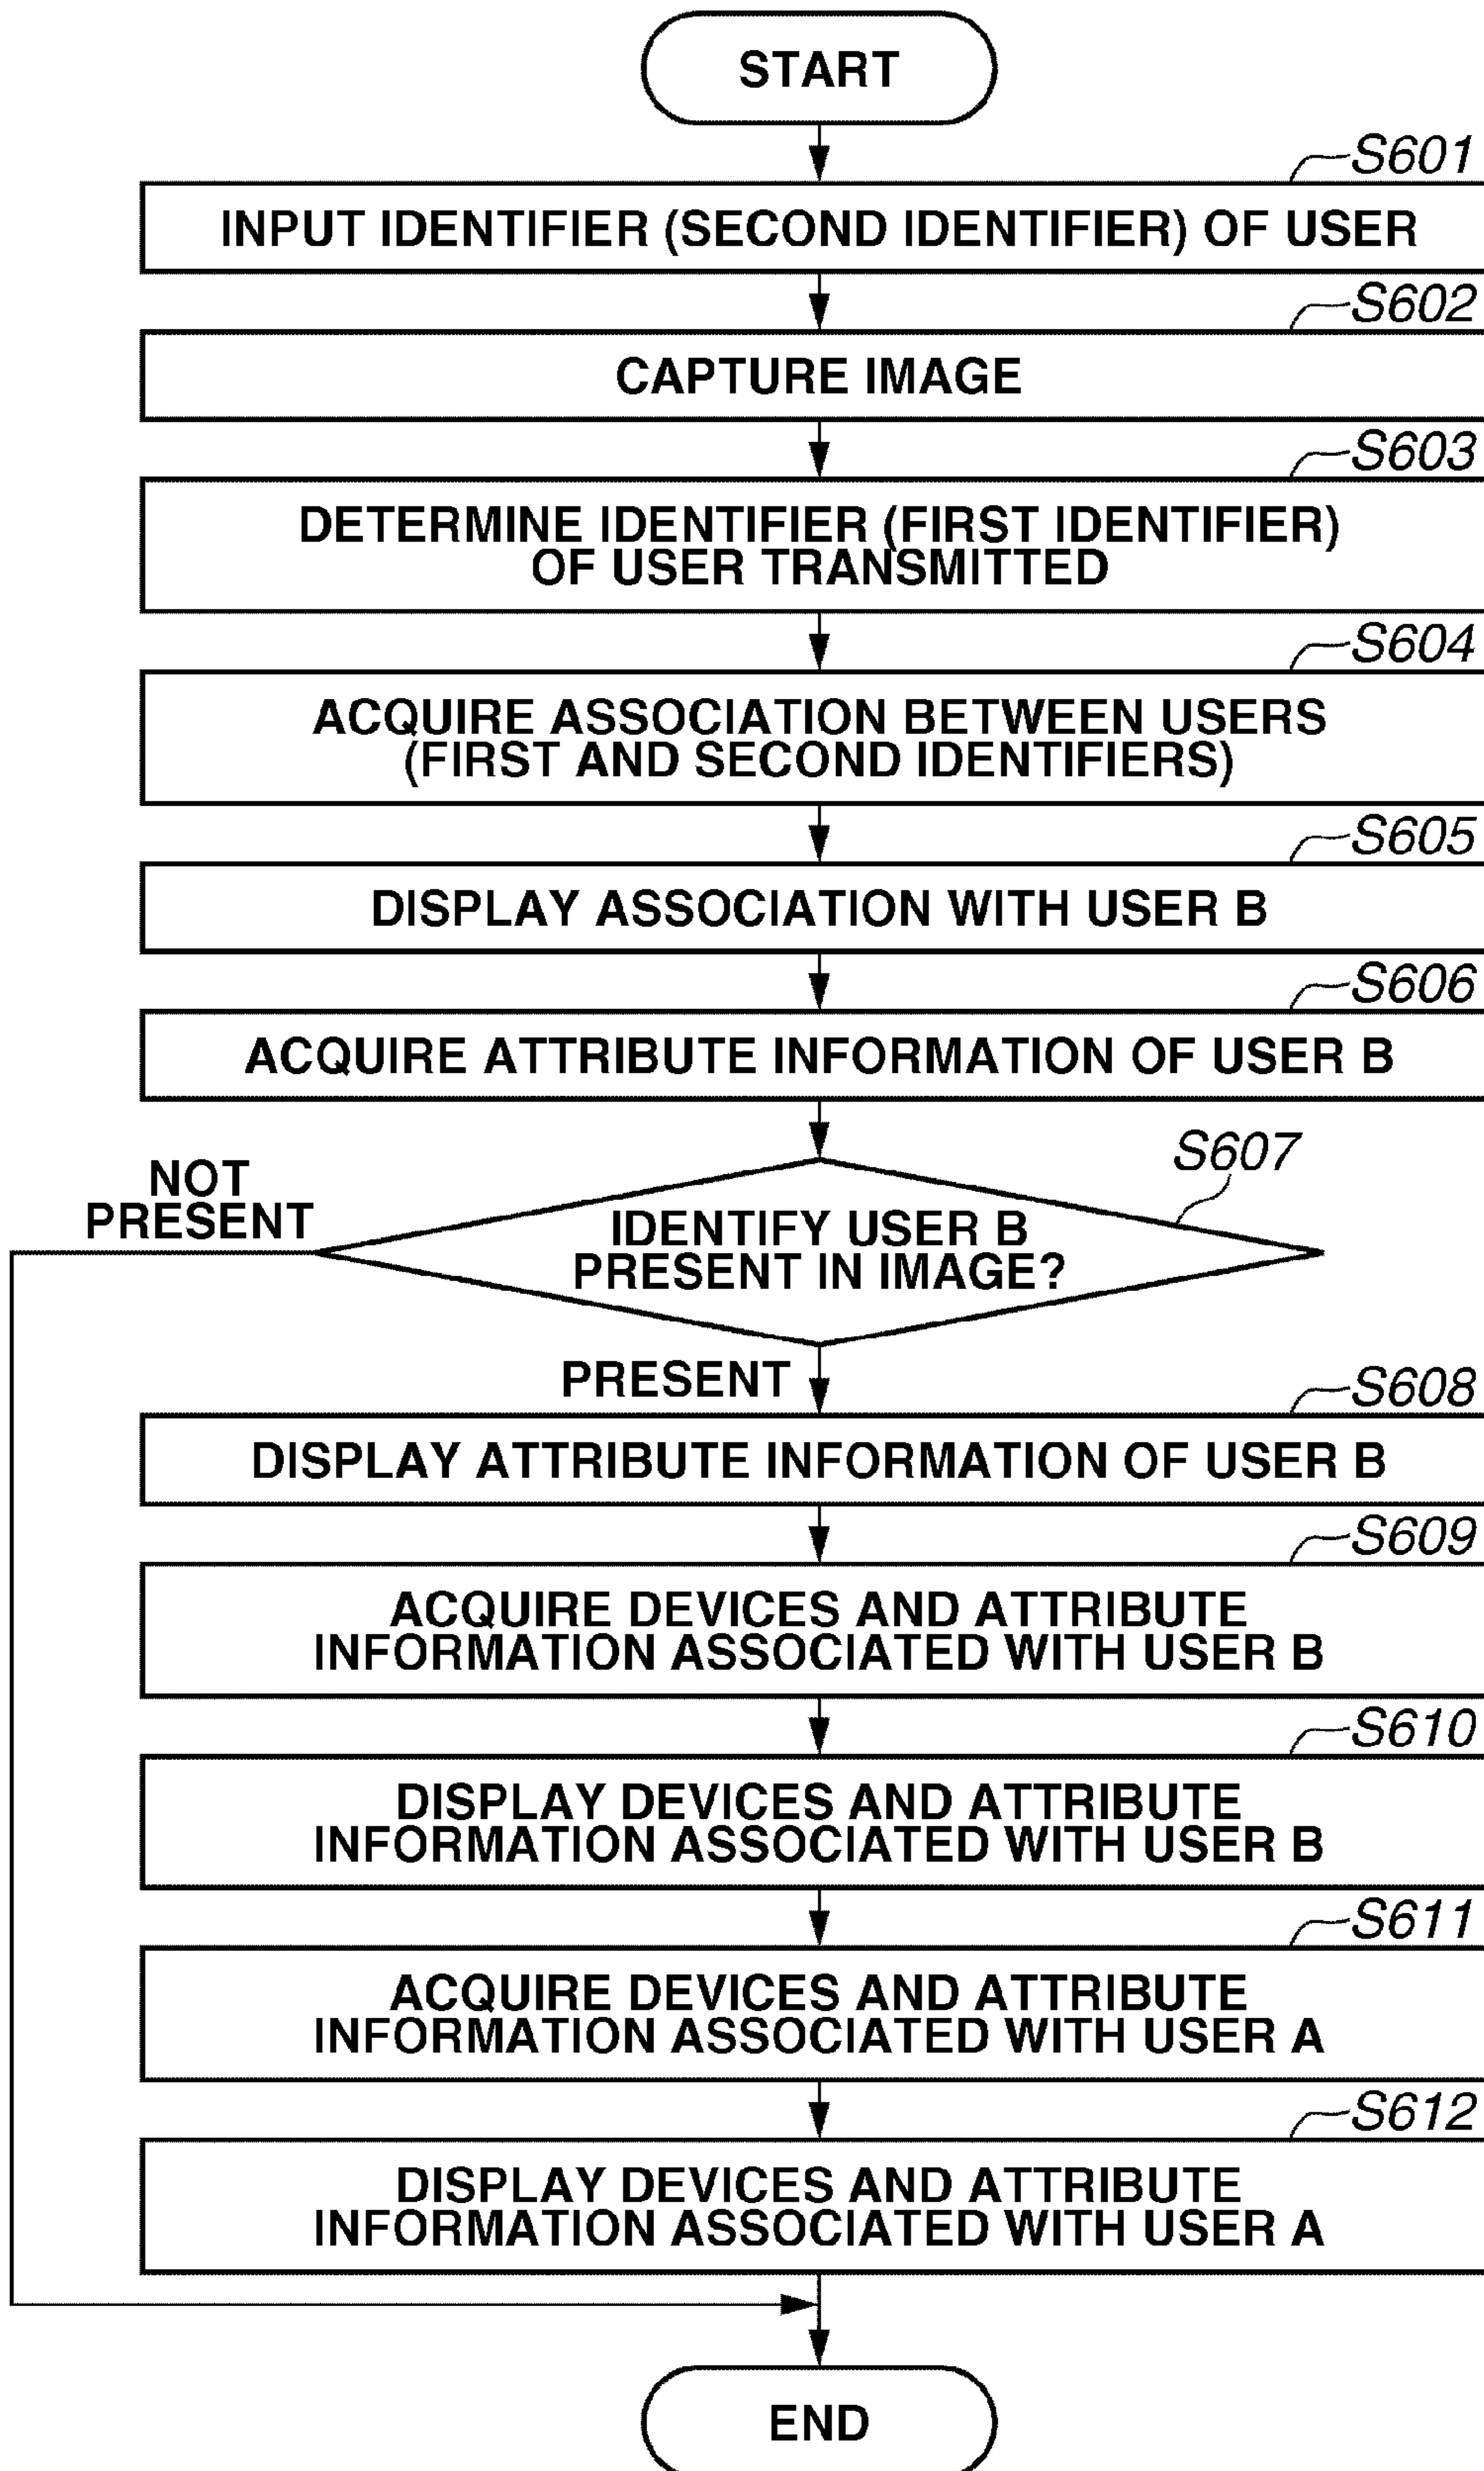 START
S601
INPUT IDENTIFIER (SECOND IDENTIFIER) OF USER
S602
CAPTURE IMAGE
S603
DETERMINE IDENTIFIER (FIRST IDENTIFIER)
OF USER TRANSMITTED
S604
ACQUIRE ASSOCIATION BETWEEN USERS
(FIRST AND SECOND IDENTIFIERS)
S605
DISPLAY ASSOCIATION WITH USER B
S606
ACQUIRE ATTRIBUTE INFORMATION OF USER B
S607
NOT
PRESENT
IDENTIFY USER B
PRESENT IN IMAGE?
PRESENT
S608
DISPLAY ATTRIBUTE INFORMATION OF USER B
S609
ACQUIRE DEVICES AND ATTRIBUTE
INFORMATION ASSOCIATED WITH USER B
S610
DISPLAY DEVICES AND ATTRIBUTE
INFORMATION ASSOCIATED WITH USER B
S611
ACQUIRE DEVICES AND ATTRIBUTE
INFORMATION ASSOCIATED WITH USER A
S612
DISPLAY DEVICES AND ATTRIBUTE
INFORMATION ASSOCIATED WITH USER A
END